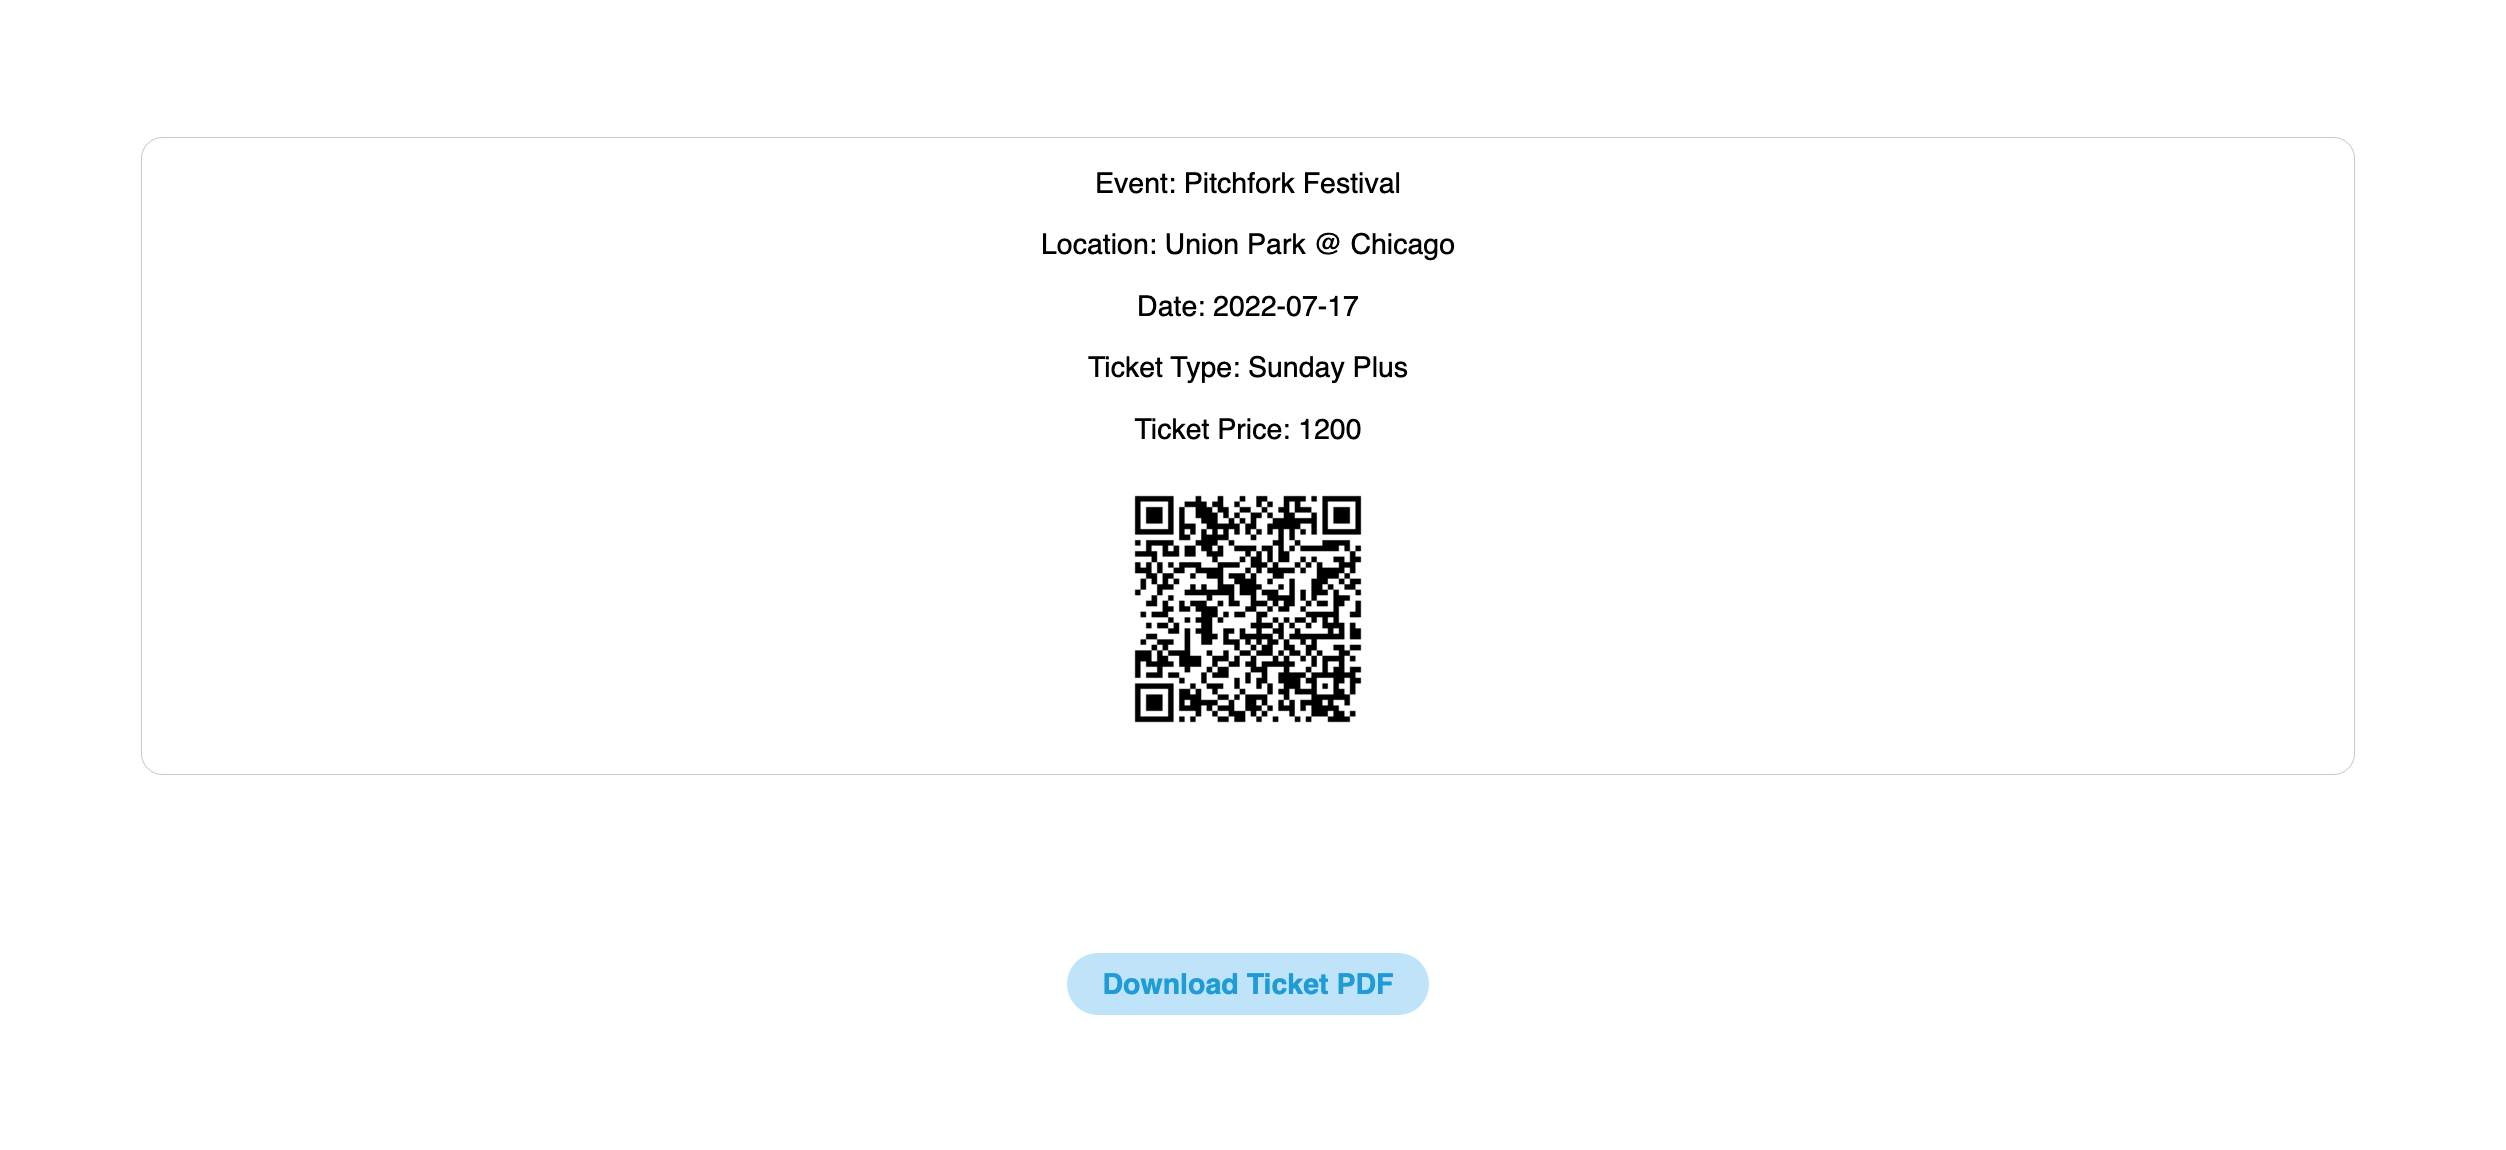 Event: Pitchfork Festival
Location: Union Park @ Chicago
Date: 2022-07-17
Ticket Type: Sunday Plus
Ticket Price: 1200
Download Ticket PDF